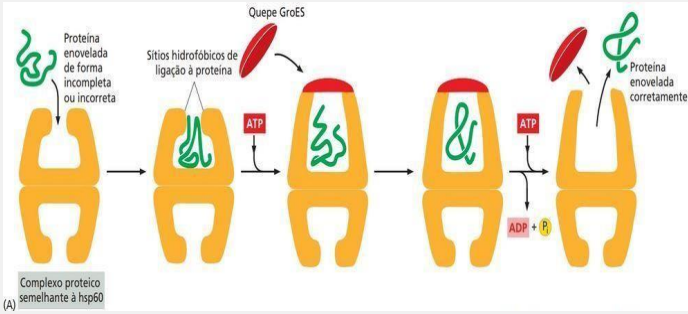 Quepe GroES
Proteína
enovelada
de forma
incompleta
ou incorreta
Sítios hidrofóbicos de
ligação à proteína
ATP
ATP
Proteína
enovelada
corretamente
ADP + Pi
Complexo proteico
semelhante à hsp60
(A)